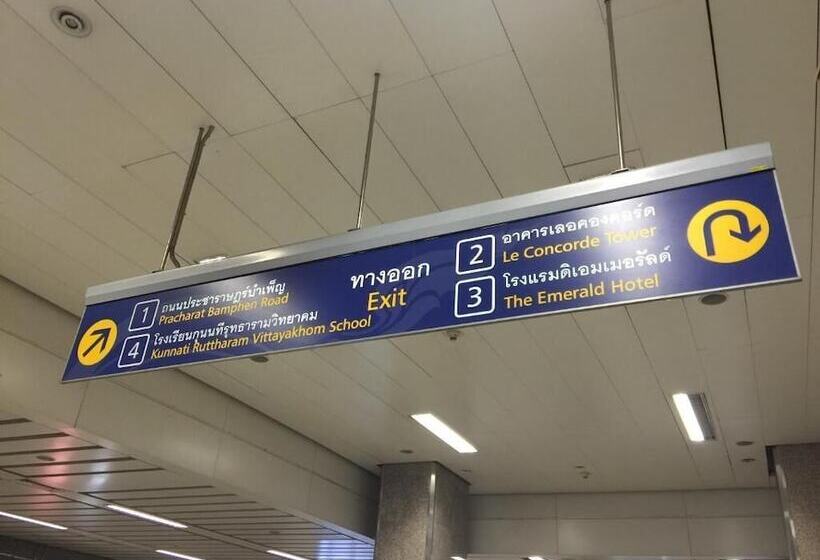 1
ถนนประชาราษฎร์บำเพ็ญ
Pracharat Bamphen Road
4
โรงเรียนกุนนทีรุทธารามวิทยาคม
Kunnati Ruttharam Vittayakhom School
ทางออก
Exit
2
อาคารเลอคองคอร์ด
Le Concorde Tower
3
โรงแรมดิเอมเมอรัลด์
The Emerald Hotel